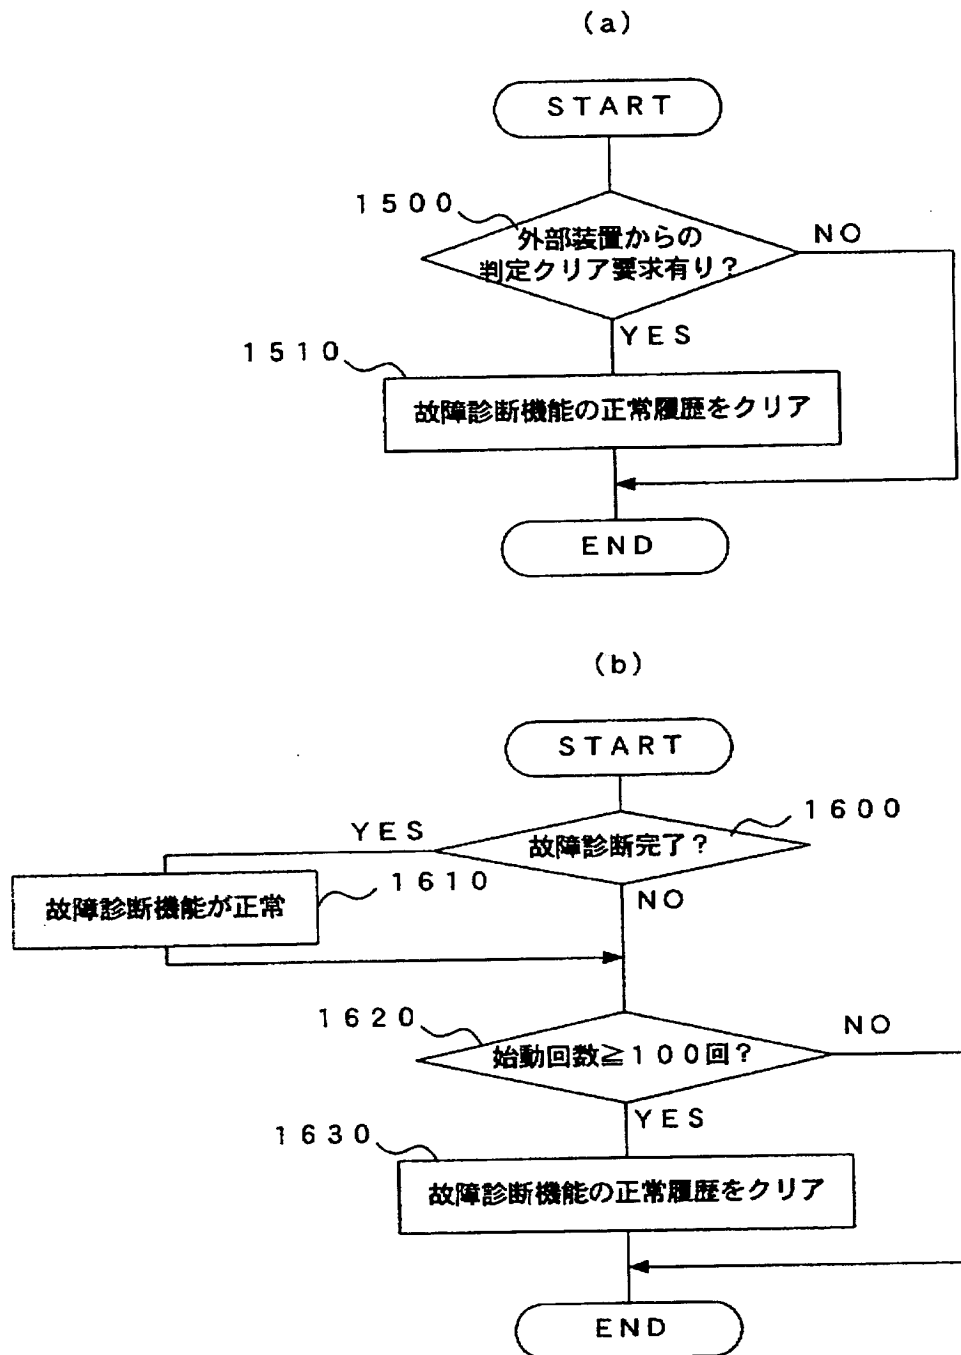 (a)
START
1500
外部装置からの
判定クリア要求有り?
NO
YES
1510
故障診断機能の正常履歴をクリア
END
(b)
START
1600
故障診断完了?
YES
NO
1610
故障診断機能が正常
1620
始動回数≧100回?
NO
YES
1630
故障診断機能の正常履歴をクリア
END